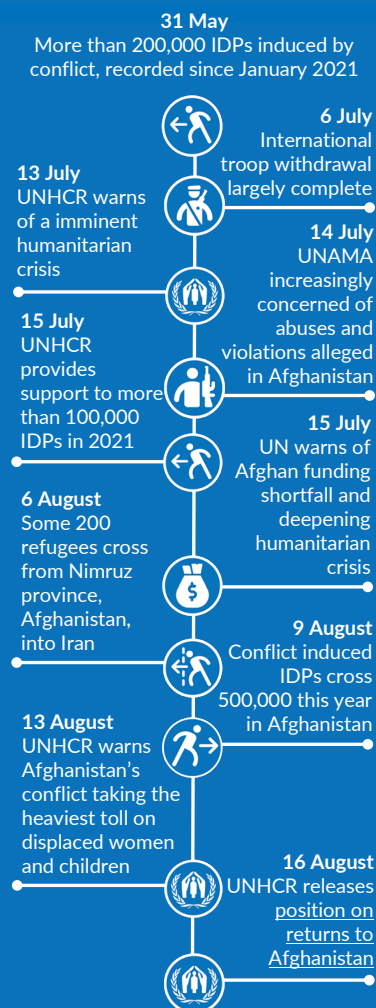 31 May
More than 200,000 IDPs induced by
conflict, recorded since January 2021
6 July
International
troop withdrawal
largely complete
13 July
UNHCR warns
of a imminent
humanitarian
crisis
14 July
UNAMA
increasingly
concerned of
abuses and
violations alleged
in Afghanistan
15 July
UNHCR
provides
support to more
than 100,000
IDPs in 2021
15 July
UN warns of
Afghan funding
shortfall and
deepening
humanitarian
crisis
6 August
Some 200
refugees cross
from Nimruz
province,
Afghanistan,
into Iran
9 August
Conflict induced
IDPs cross
500,000 this year
in Afghanistan
13 August
UNHCR warns
Afghanistan’s
conflict taking the
heaviest toll on
displaced women
and children
16 August
UNHCR releases
position on
returns to
Afghanistan